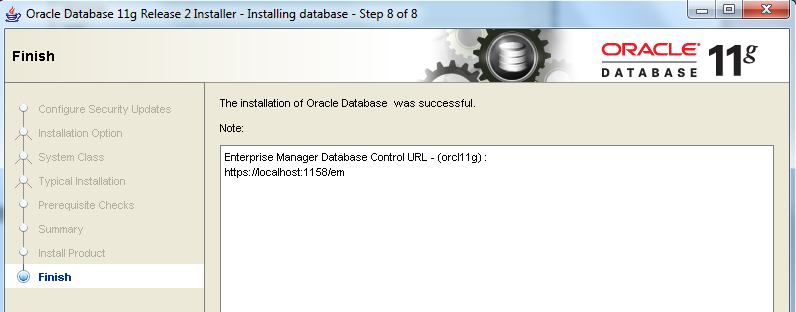 Oracle Database 11g Release 2 Installer - Installing database - Step 8 of 8
Finish
ORACLE
DATABASE 11g
Configure Security Updates
Installation Option
System Class
Typical Installation
Prerequisite Checks
Summary
Install Product
Finish
The installation of Oracle Database was successful.
Note:
Enterprise Manager Database Control URL - (orcl11g) :
https://localhost:1158/em